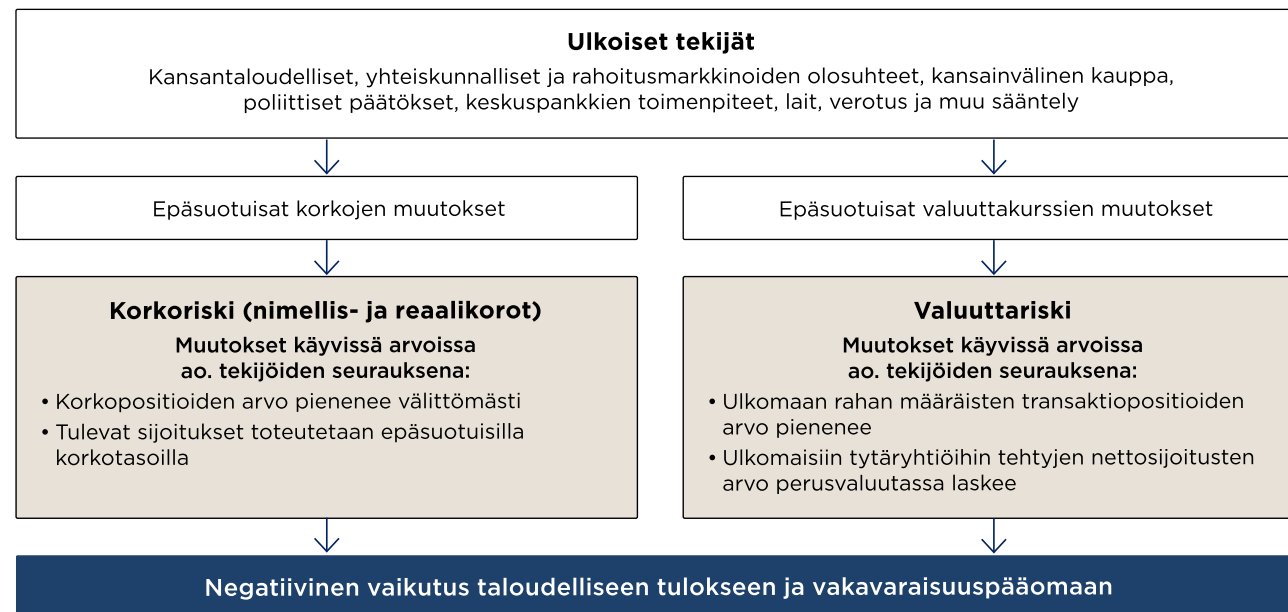 Ulkoiset tekijät
Kansantaloudelliset, yhteiskunnalliset ja rahoitusmarkkinoiden olosuhteet, kansainvälinen kauppa,
poliittiset päätökset, keskuspankkien toimenpiteet, lait, verotus ja muu sääntely
Epäsuotuisat korkojen muutokset
Epäsuotuisat valuuttakurssien muutokset
Korkoriski (nimellis- ja reaalikorot)
Muutokset käyvissä arvoissa
ao. tekijöiden seurauksena:
• Korkopositioiden arvo pienenee välittömästi
• Tulevat sijoitukset toteutetaan epäsuotuisilla
korkotasoilla
Valuuttariski
Muutokset käyvissä arvoissa
ao. tekijöiden seurauksena:
• Ulkomaan rahan määräisten transaktiopositioiden
arvo pienenee
• Ulkomaisiin tytäryhtiöihin tehtyjen nettosijoitusten
arvo perusvaluutassa laskee
Negatiivinen vaikutus taloudelliseen tulokseen ja vakavaraisuuspääomaan